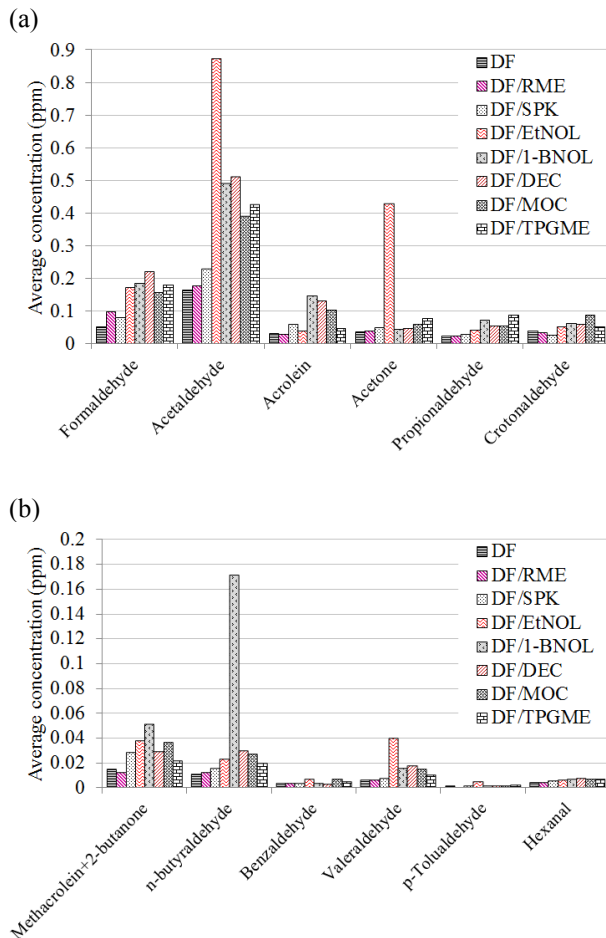 (a)
Average concentration (ppm)
0.9
0.8
0.7
0.6
0.5
0.4
0.3
0.2
0.1
0
DF
DF/RME
DF/SPK
DF/EtNOL
DF/1-BNOL
DF/DEC
DF/MOC
DF/TPGME
Formaldehyde
Acetaldehyde
Acrolein
Acetone
Propionaldehyde
Crotonaldehyde
(b)
Average concentration (ppm)
0.2
0.18
0.16
0.14
0.12
0.1
0.08
0.06
0.04
0.02
0
DF
DF/RME
DF/SPK
DF/EtNOL
DF/1-BNOL
DF/DEC
DF/MOC
DF/TPGME
Methacrolein+2-butanone
n-butyraldehyde
Benzaldehyde
Valeraldehyde
p-Tolualdehyde
Hexanal